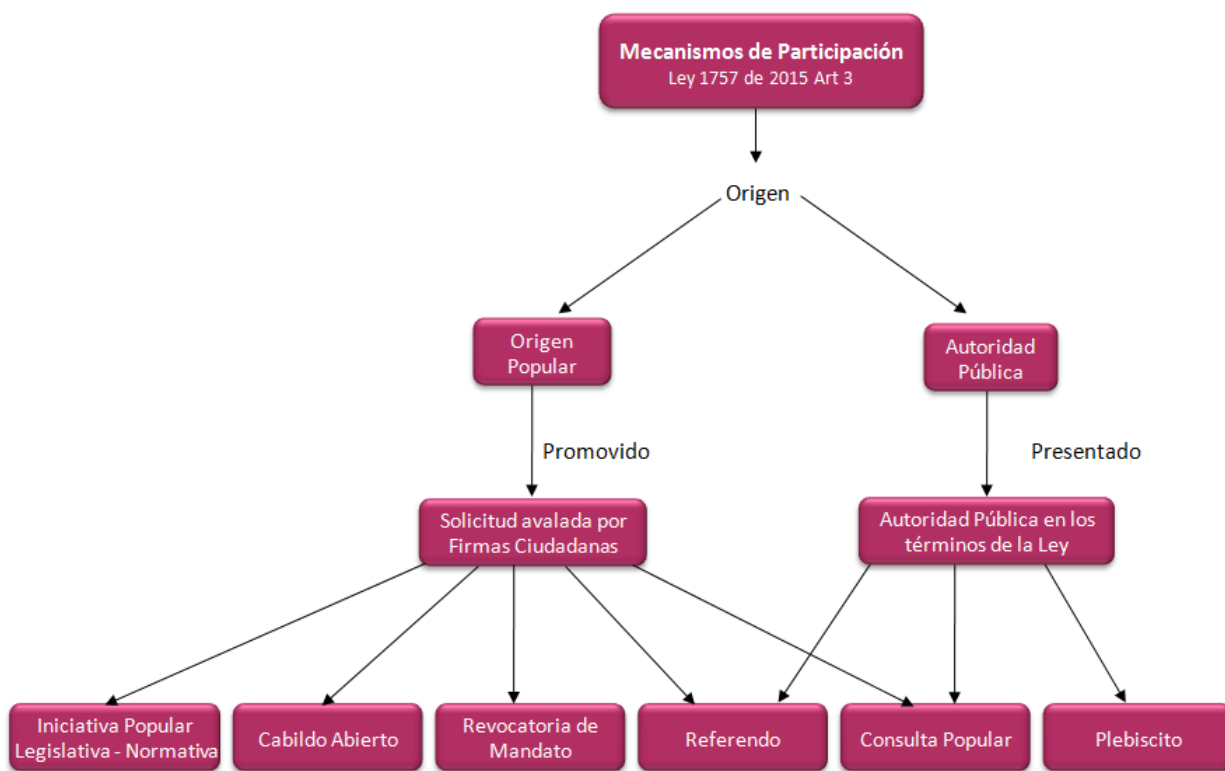 Mecanismos de Participación
Ley 1757 de 2015 Art 3
Origen
Origen
Popular
Autoridad
Pública
Promovido
Presentado
Solicitud avalada por
Firmas Ciudadanas
Autoridad Pública en los
términos de la Ley
Iniciativa Popular
Legislativa - Normativa
Cabildo Abierto
Revocatoria de
Mandato
Referendo
Consulta Popular
Plebiscito